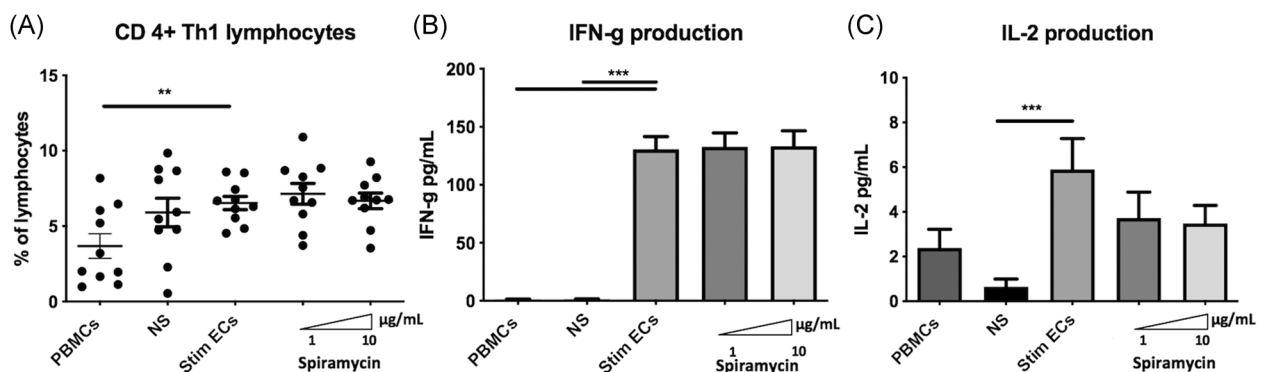 (A) CD 4+ Th1 lymphocytes
% of lymphocytes
15
10
5
0
**
PBMCs
NS
Stim ECs
1
10
µg/mL
Spiramycin
(B) IFN-g production
IFN-g pg/mL
200
150
100
50
0
***
PBMCs
NS
Stim ECs
1
10
µg/mL
Spiramycin
(C) IL-2 production
IL-2 pg/mL
10
8
6
4
2
0
***
PBMCs
NS
Stim ECs
1
10
µg/mL
Spiramycin